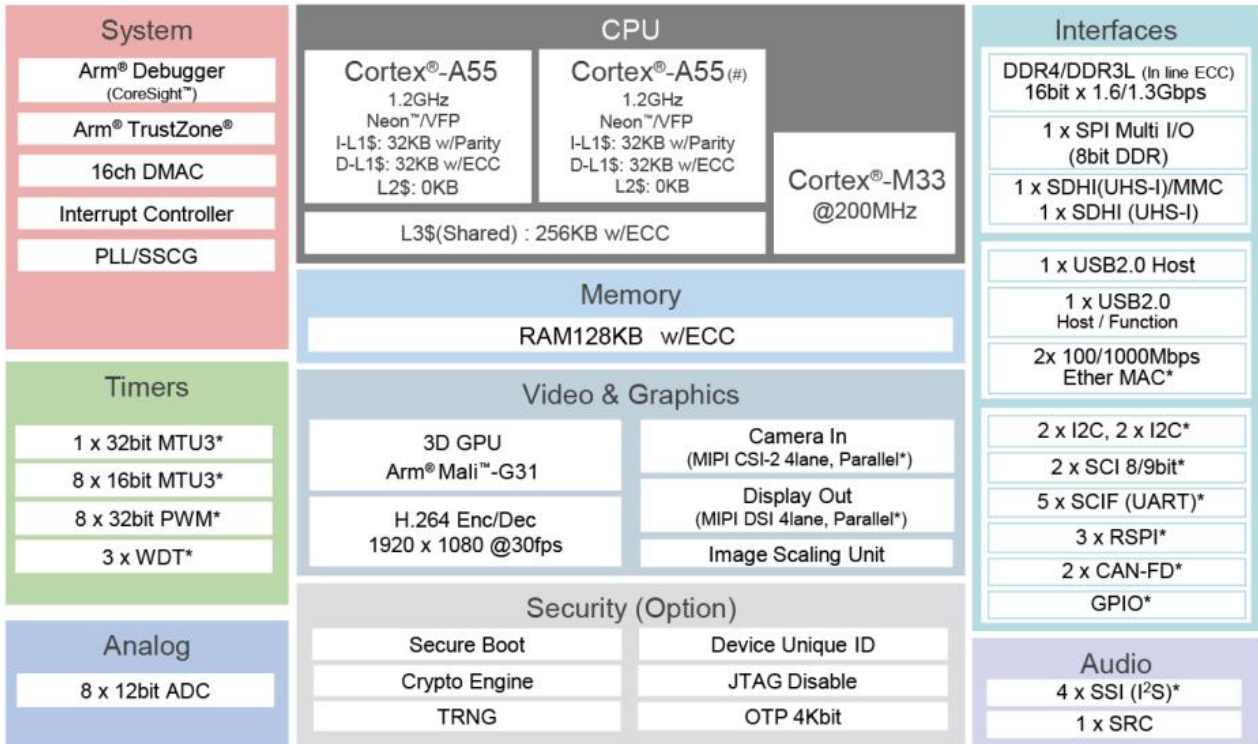 System
Arm® Debugger
(CoreSight™)
Arm® TrustZone®
16ch DMAC
Interrupt Controller
PLL/SSCG
Timers
1 x 32bit MTU3*
8 x 16bit MTU3*
8 x 32bit PWM*
3 x WDT*
Analog
8 x 12bit ADC
CPU
Cortex®-A55
1.2GHz
Neon™/VFP
I-L1$: 32KB w/Parity
D-L1$: 32KB w/ECC
L2$: 0KB
Cortex®-A55(#)
1.2GHz
Neon™/VFP
I-L1$: 32KB w/Parity
D-L1$: 32KB w/ECC
L2$: 0KB
L3$(Shared) : 256KB w/ECC
Cortex®-M33
@200MHz
Memory
RAM128KB w/ECC
Video & Graphics
3D GPU
Arm® Mali™-G31
H.264 Enc/Dec
1920 x 1080 @30fps
Camera In
(MIPI CSI-2 4lane, Parallel*)
Display Out
(MIPI DSI 4lane, Parallel*)
Image Scaling Unit
Security (Option)
Secure Boot
Crypto Engine
TRNG
Device Unique ID
JTAG Disable
OTP 4Kbit
Interfaces
DDR4/DDR3L (In line ECC)
16bit x 1.6/1.3Gbps
1 x SPI Multi I/O
(8bit DDR)
1 x SDHI(UHS-I)/MMC
1 x SDHI (UHS-I)
1 x USB2.0 Host
1 x USB2.0
Host / Function
2x 100/1000Mbps
Ether MAC*
2 x I2C, 2 x I2C*
2 x SCI 8/9bit*
5 x SCIF (UART)*
3 x RSPI*
2 x CAN-FD*
GPIO*
Audio
4 x SSI (I²S)*
1 x SRC